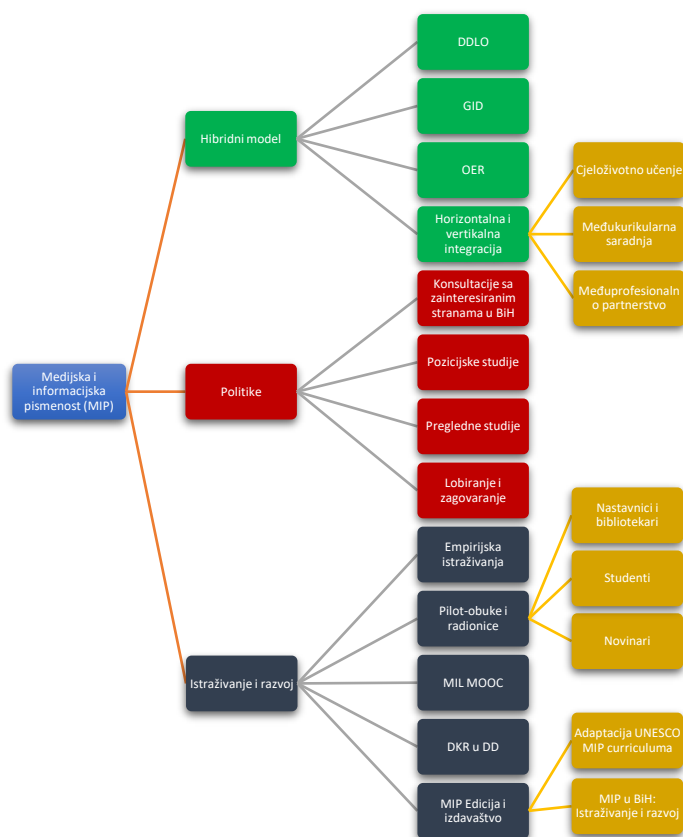 Medijska i
informacijska
pismenost (MIP)
Hibridni model
DDLO
GID
OER
Horizontalna i
vertikalna
integracija
Cjeloživotno učenje
Međukurikularna
saradnja
Međuprofesionaln
o partnerstvo
Politike
Konsultacije sa
zainteresiranim
stranama u BiH
Pozicijske studije
Pregledne studije
Lobiranje i
zagovaranje
Istraživanje i razvoj
Empirijska
istraživanja
Pilot-obuke i
radionice
Nastavnici i
bibliotekari
Studenti
Novinari
MIL MOOC
DKR u DD
MIP Edicija i
izdavaštvo
Adaptacija UNESCO
MIP curiculuma
MIP u BiH:
Istraživanje i razvoj